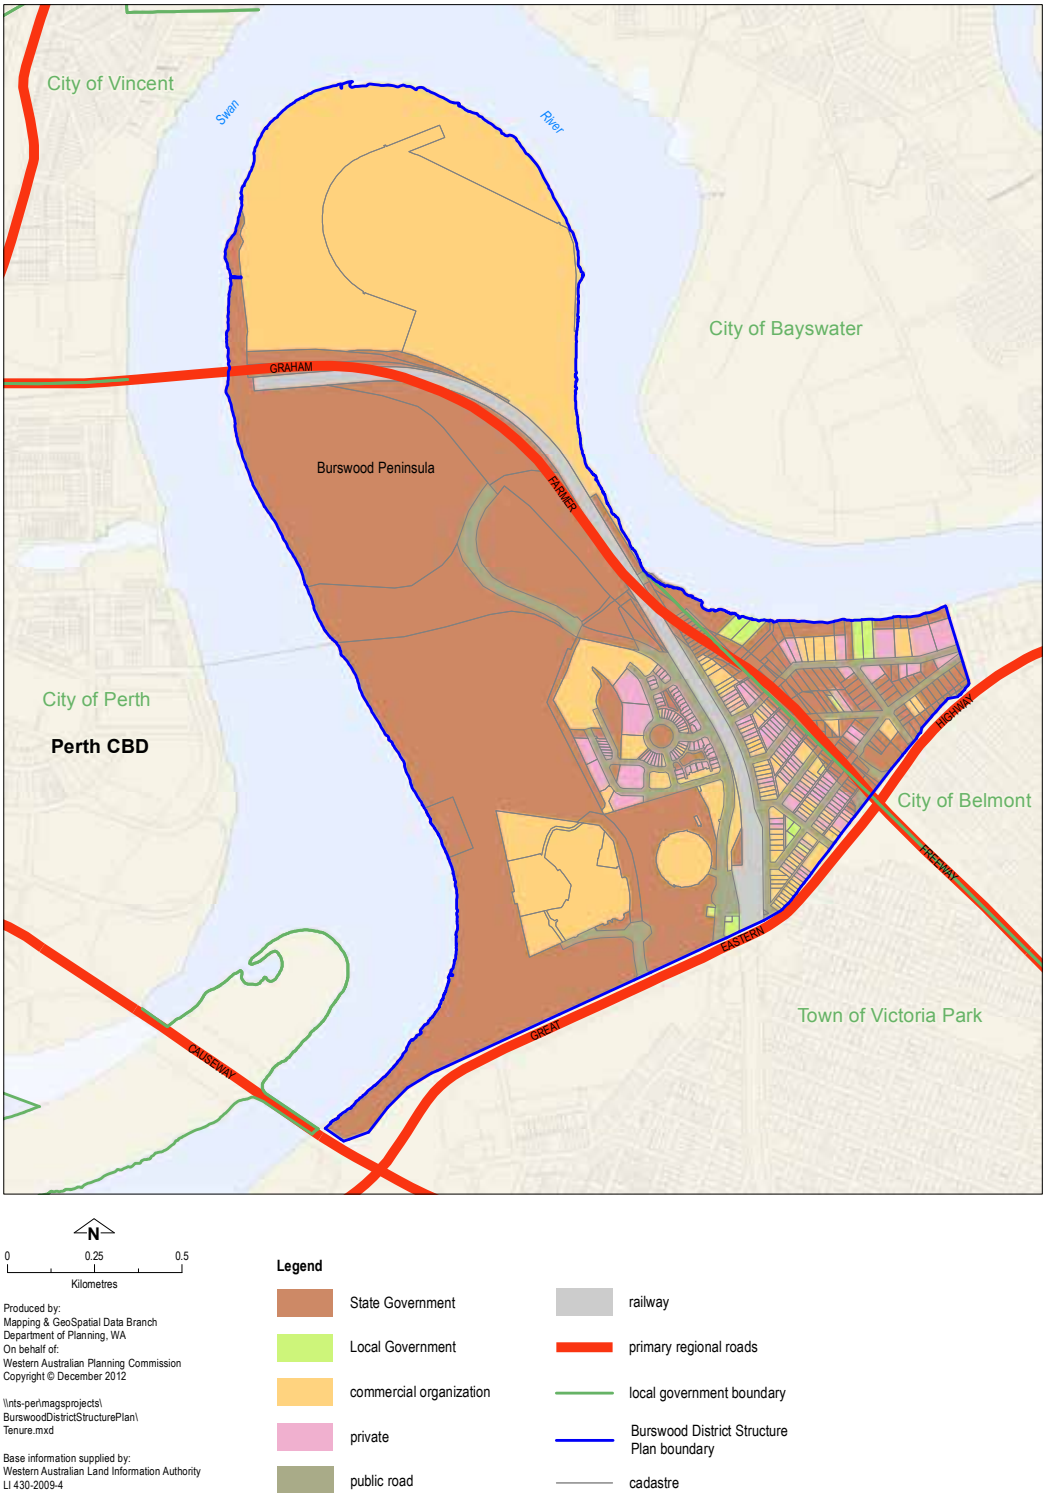 City of Vincent
Swan
River
City of Bayswater
GRAHAM
Burswood Peninsula
FARMER
City of Perth
Perth CBD
HIGHWAY
City of Belmont
FREEWAY
EASTERN
Town of Victoria Park
GREAT
CAUSEWAY
N
0 0.25 0.5
Kilometres
Produced by:
Mapping & GeoSpatial Data Branch
Department of Planning, WA
On behalf of:
Western Australian Planning Commission
Copyright © December 2012
\\nts-per\magsprojects\
BurswoodDistrictStructurePlan\
Tenure.mxd
Base information supplied by:
Western Australian Land Information Authority
LI 430-2009-4
Legend
State Government
Local Government
commercial organization
private
public road
railway
primary regional roads
local government boundary
Burswood District Structure
Plan boundary
cadastre